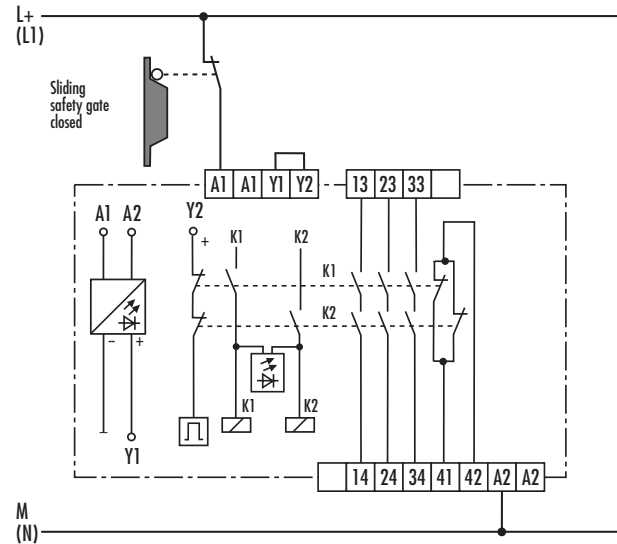 L+
(L1)
Sliding
safety gate
closed
A1 A1 Y1 Y2 13 23 33
A1 A2 Y2
+ K1 K2
K1
K2
– +
K1 K2
Y1
14 24 34 41 42 A2 A2
M
(N)